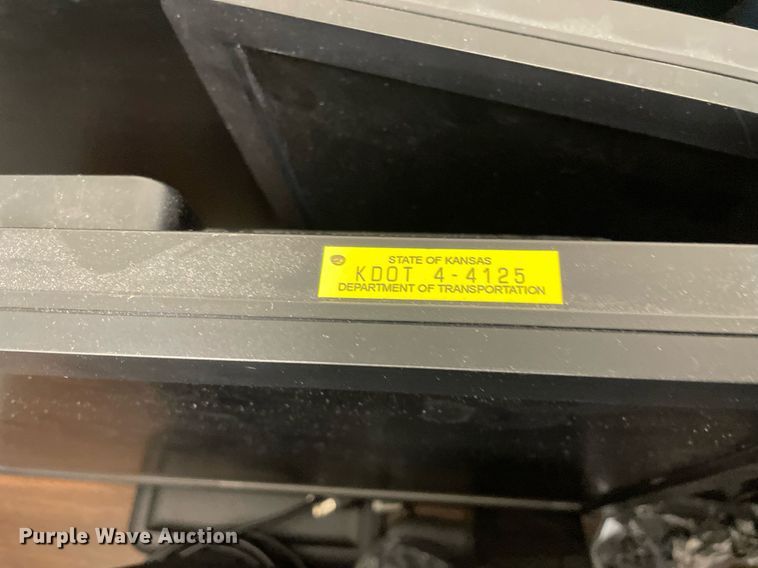 STATE OF KANSAS
KDOT 4-4125
DEPARTMENT OF TRANSPORTATION
Purple Wave Auction